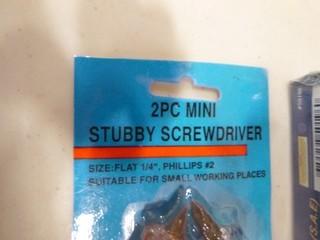 2PC MINI
STUBBY SCREWDRIVER
SIZE:FLAT 1/4", PHILLIPS #2
SUITABLE FOR SMALL WORKING PLACES
(S.A.E)